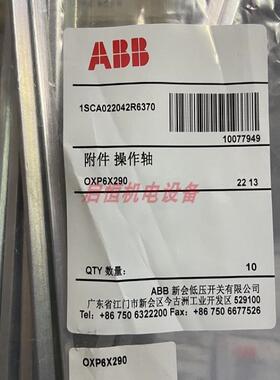 ABB
1SCA022042R6370
10077949
附件 操作轴
OXP6X290
22 13
启恒机电设备
QTY 数量:
10
ABB 新会低压开关有限公司
广东省江门市新会区今古洲工业开发区 529100
Tel: +86 750 6322200 Fax: +86 750 6677526
OXP6X290